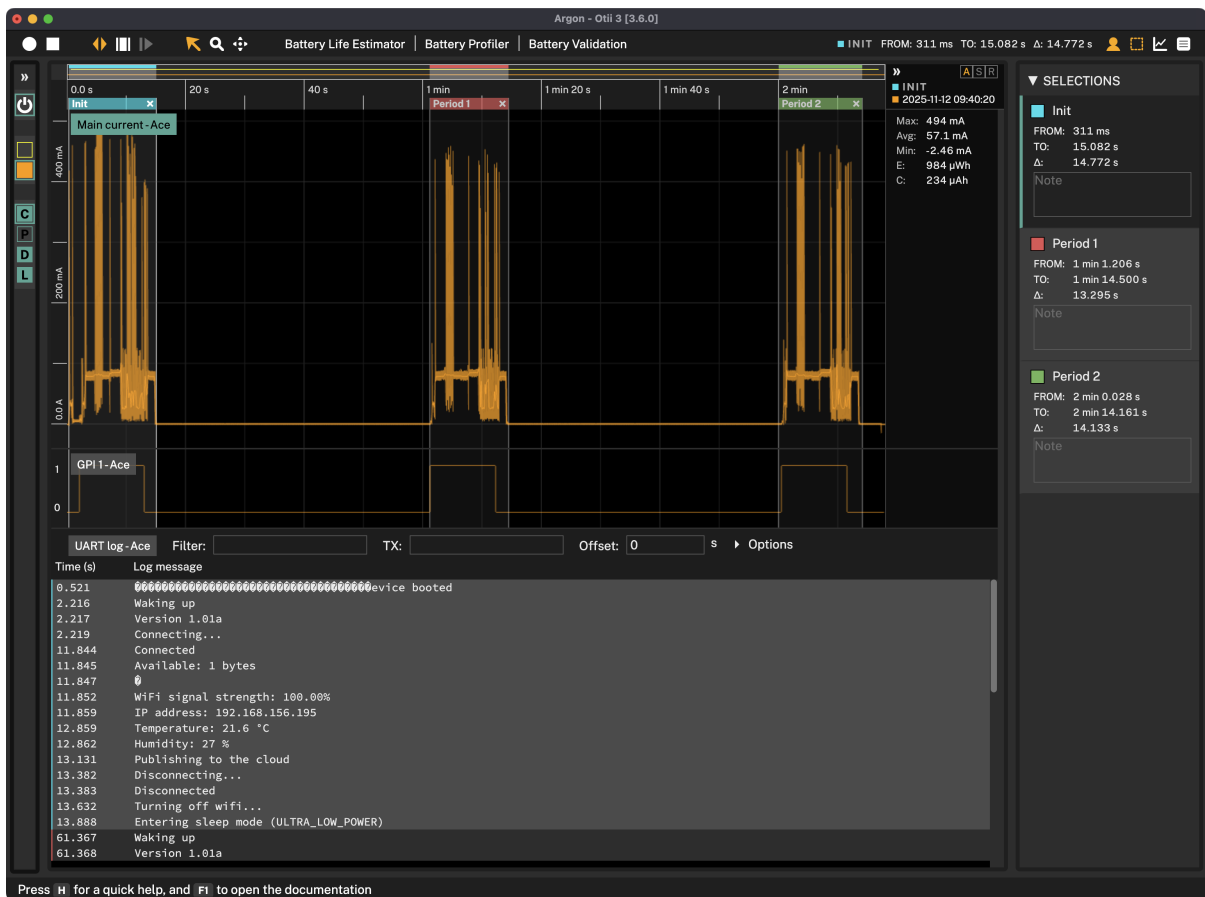 Argon - Otii 3 [3.6.0]
Battery Life Estimator | Battery Profiler | Battery Validation
INIT FROM: 311 ms TO: 15.082 s Δ: 14.772 s
»
C
P
D
L
0.0 s 20 s 40 s 1 min 1 min 20 s 1 min 40 s 2 min
Init × Period 1 × Period 2 ×
Main current - Ace
400 mA
200 mA
0.0 A
GPI 1 - Ace
1
0
» A S R
INIT
2025-11-12 09:40:20
Max: 494 mA
Avg: 57.1 mA
Min: -2.46 mA
E: 984 µWh
C: 234 µAh
UART log - Ace Filter: TX: Offset: 0 s Options
Time (s) Log message
0.521 �������������������������������������������evice booted
2.216 Waking up
2.217 Version 1.01a
2.219 Connecting...
11.844 Connected
11.845 Available: 1 bytes
11.847 �
11.852 WiFi signal strength: 100.00%
11.859 IP address: 192.168.156.195
12.859 Temperature: 21.6 °C
12.862 Humidity: 27 %
13.131 Publishing to the cloud
13.382 Disconnecting...
13.383 Disconnected
13.632 Turning off wifi...
13.888 Entering sleep mode (ULTRA_LOW_POWER)
61.367 Waking up
61.368 Version 1.01a
▼ SELECTIONS
Init
FROM: 311 ms
TO: 15.082 s
Δ: 14.772 s
Note
Period 1
FROM: 1 min 1.206 s
TO: 1 min 14.500 s
Δ: 13.295 s
Note
Period 2
FROM: 2 min 0.028 s
TO: 2 min 14.161 s
Δ: 14.133 s
Note
Press H for a quick help, and F1 to open the documentation